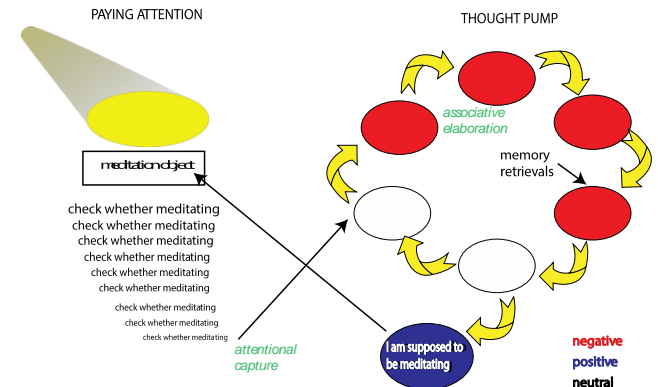 PAYING ATTENTION
THOUGHT PUMP
associative
elaboration
meditation object
memory
retrievals
check whether meditating
check whether meditating
check whether meditating
check whether meditating
check whether meditating
check whether meditating
check whether meditating
check whether meditating
check whether meditating
attentional
capture
I am supposed to
be meditating
negative
positive
neutral